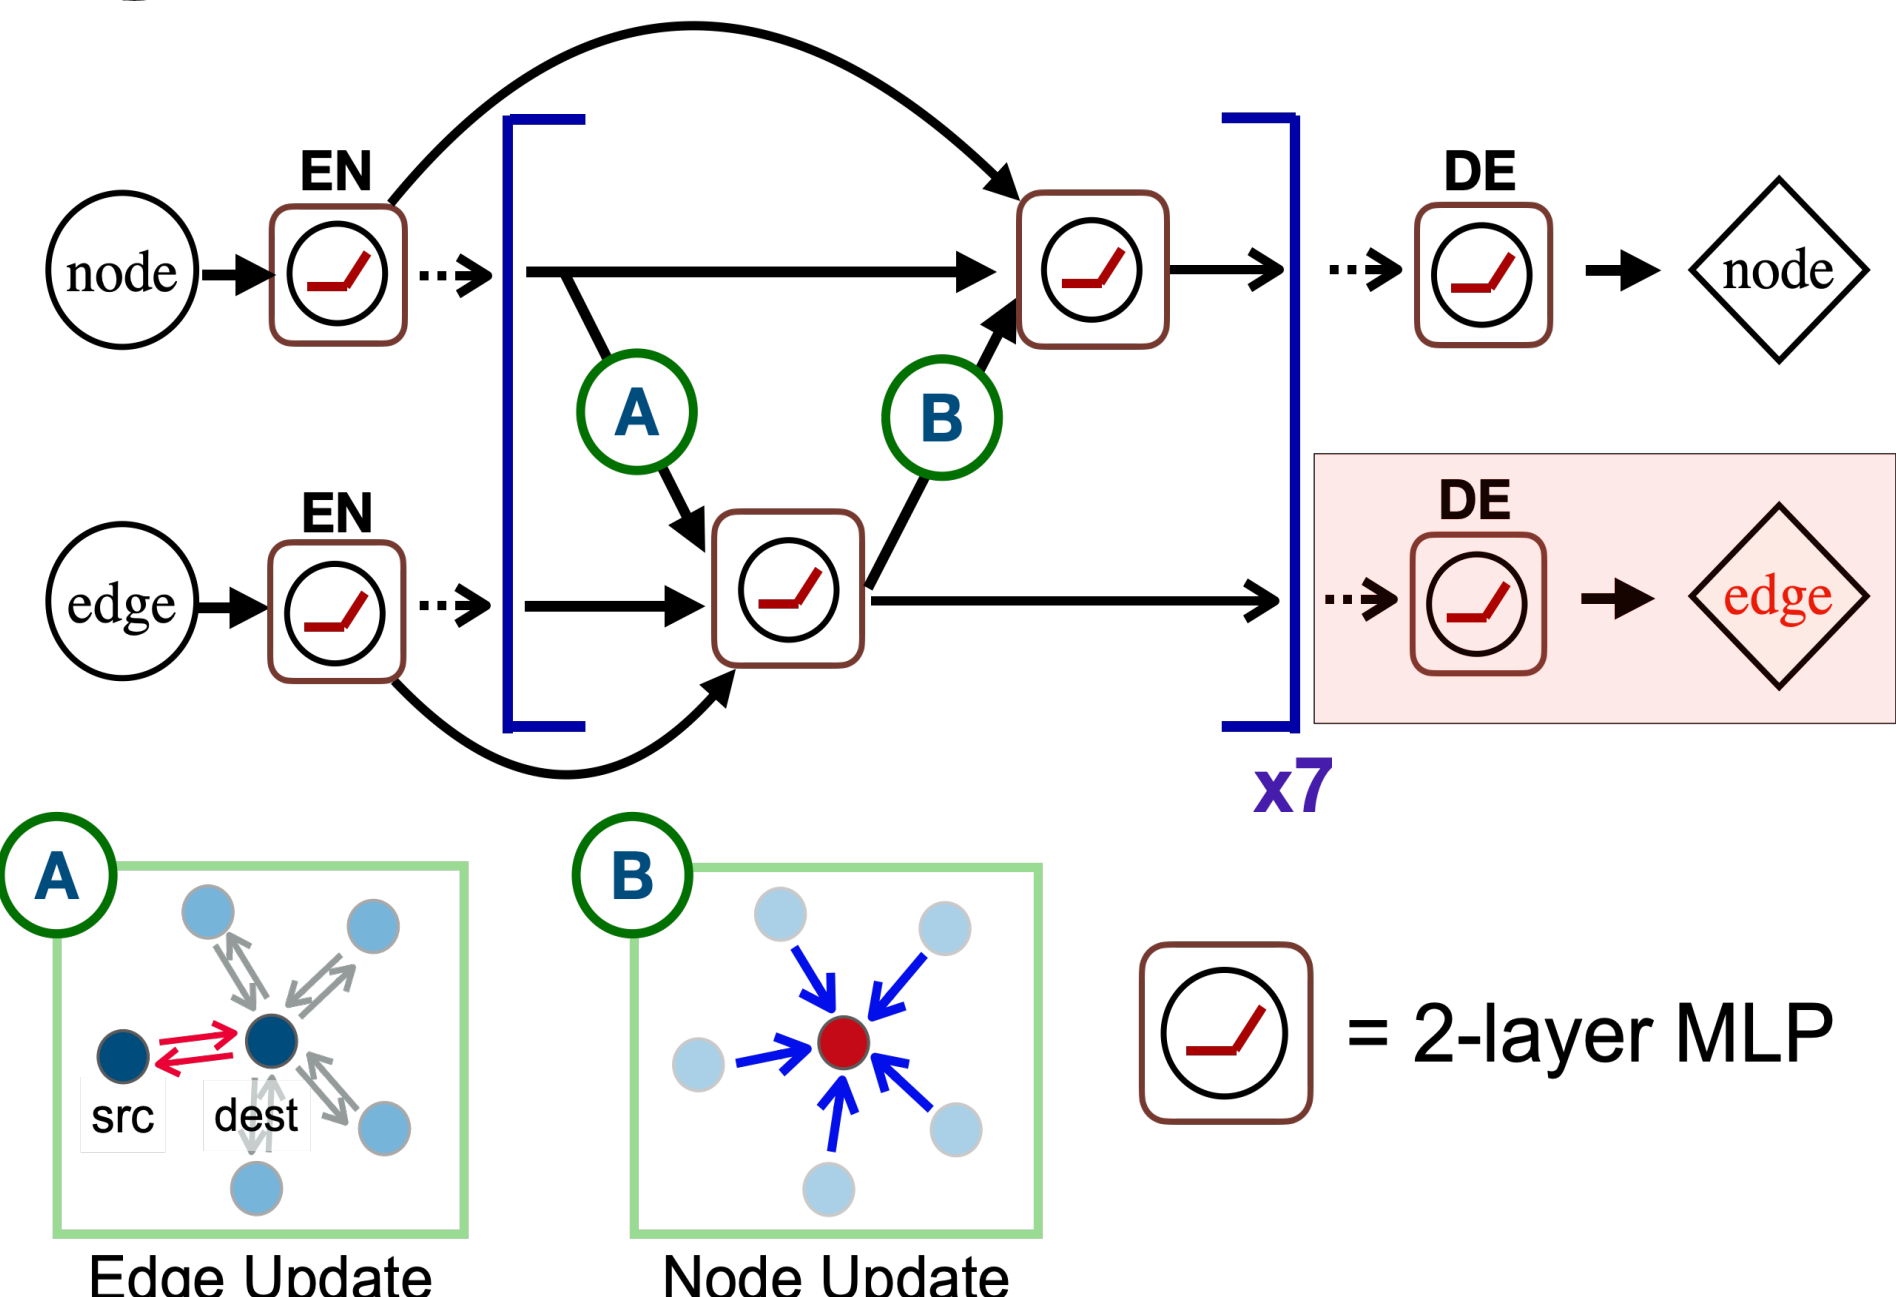 EN
DE
node
node
A
B
EN
DE
edge
edge
x7
A
B
src
dest
= 2-layer MLP
Edge Update
Node Update